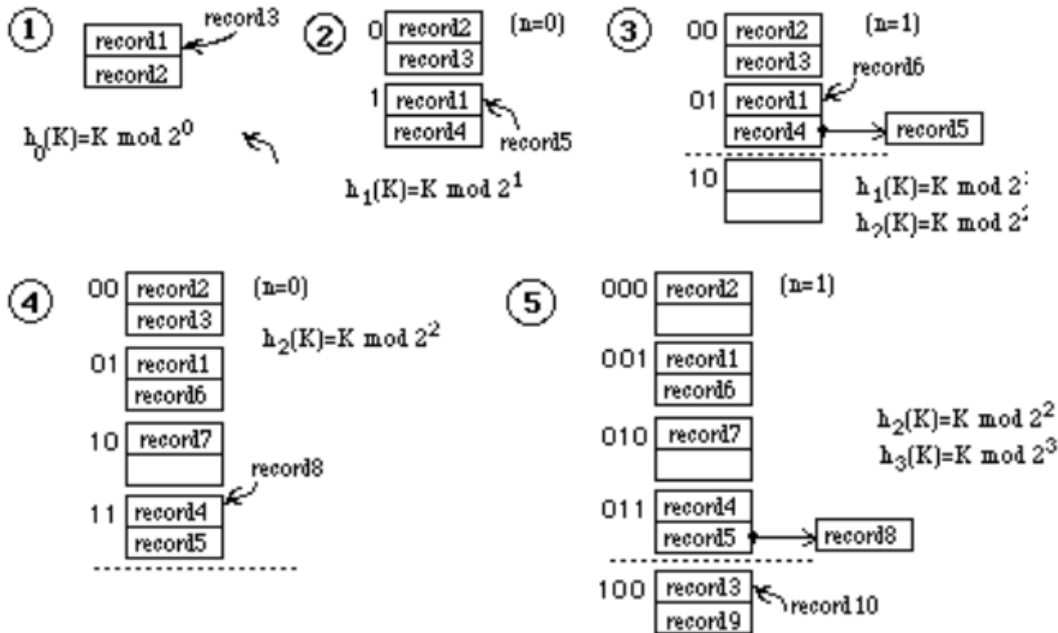 1
record3
record1
record2
h0(K)=K mod 2^0
2
0
record2
record3
(n=0)
1
record1
record4
record5
h1(K)=K mod 2^1
3
00
record2
record3
(n=1)
record6
01
record1
record4
record5
10
h1(K)=K mod 2
h2(K)=K mod 2^2
4
00
record2
record3
(n=0)
h2(K)=K mod 2^2
01
record1
record6
10
record7
record8
11
record4
record5
5
000
record2
(n=1)
001
record1
record6
010
record7
h2(K)=K mod 2^2
h3(K)=K mod 2^3
011
record4
record5
record8
100
record3
record9
record10